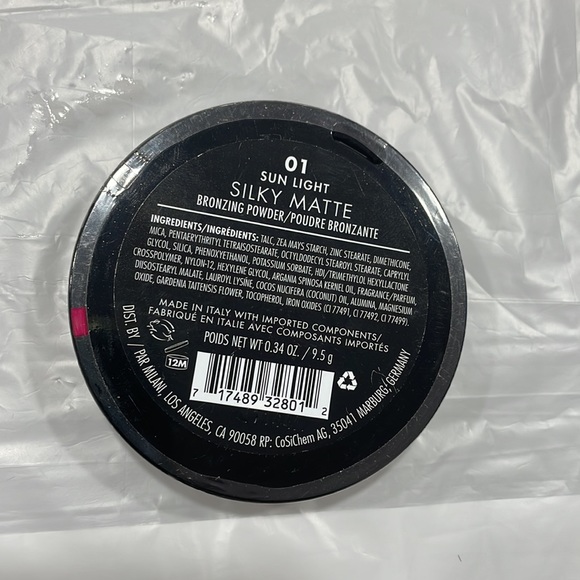 01
SUN LIGHT
SILKY MATTE
BRONZING POWDER/POUDRE BRONZANTE
INGREDIENTS/INGRÉDIENTS: TALC, ZEA MAYS STARCH, ZINC STEARATE, DIMETHICONE,
MICA, PENTAERYTHRITYL TETRAISOSTEARATE, OCTYLDODECYL STEAROYL STEARATE, CAPRYLYL
GLYCOL, SILICA, PHENOXYETHANOL, POTASSIUM SORBATE, HDI/TRIMETHYLOL HEXYLLACTONE
CROSSPOLYMER, NYLON-12, HEXYLENE GLYCOL, ARGANIA SPINOSA KERNEL OIL, FRAGRANCE/PARFUM,
DIISOSTEARYL MALATE, LAUROYL LYSINE, COCOS NUCIFERA (COCONUT) OIL, ALUMINA, MAGNESIUM
OXIDE, GARDENIA TAITENSIS FLOWER, TOCOPHEROL, IRON OXIDES (CI 77491, CI 77492, CI 77499).
MADE IN ITALY WITH IMPORTED COMPONENTS/
FABRIQUÉ EN ITALIE AVEC COMPOSANTS IMPORTÉS
POIDS NET WT 0.34 OZ. / 9.5 g
12M
7 17489 32801 2
DIST. BY / PAR MILANI, LOS ANGELES, CA 90058 RP: CoSiChem AG, 35041 MARBURG/GERMANY